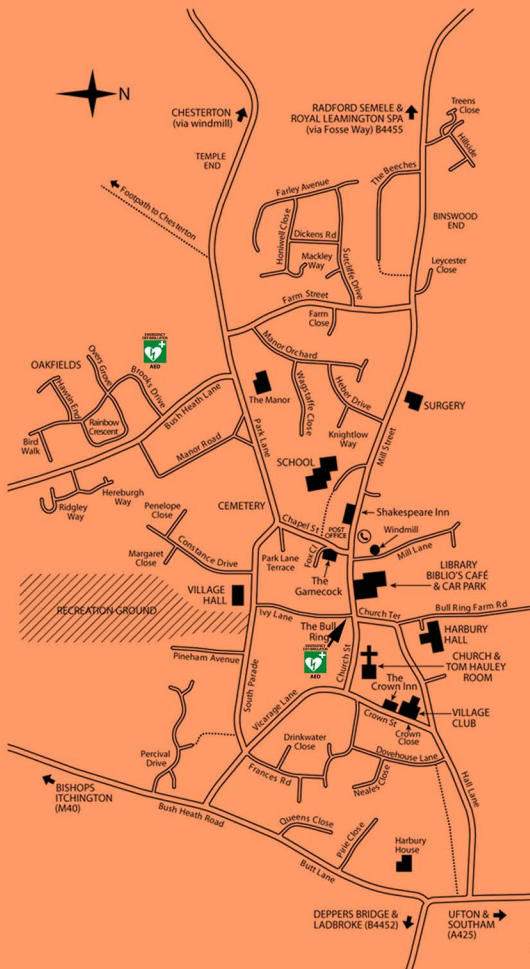 N
CHESTERTON
(via windmill)
RADFORD SEMELE &
ROYAL LEAMINGTON SPA
(via Fosse Way) B4455
Treens
Close
Hillside
TEMPLE
END
The Beeches
Footpath to Chesterton
Farley Avenue
BINSWOOD
END
Honiwell Close
Dickens Rd
Mackley
Way
Sutcliffe Drive
Leycester
Close
Farm Street
Farm
Close
EMERGENCY
DEFIBRILLATOR
AED
Manor Orchard
OAKFIELDS
Overs Grove
Brooks Drive
Hawtin End
Rainbow
Crescent
Bush Heath Lane
The Manor
Wagstaffe Close
Heber Drive
SURGERY
Bird
Walk
Manor Road
Park Lane
Knightlow
Way
Mill Street
SCHOOL
Hereburgh
Way
Ridgley
Way
Penelope
Close
CEMETERY
Shakespeare Inn
Chapel St
POST
OFFICE
Windmill
Margaret
Close
Constance Drive
Park Lane
Terrace
Fox Cl
Mill Lane
The
Gamecock
LIBRARY
BIBLIO'S CAFÉ
& CAR PARK
VILLAGE
HALL
RECREATION GROUND
Ivy Lane
Church Ter
Bull Ring Farm Rd
The Bull
Ring
HARBURY
HALL
EMERGENCY
DEFIBRILLATOR
AED
Church St
Pineham Avenue
CHURCH &
TOM HAULEY
ROOM
South Parade
The
Crown Inn
Vicarage Lane
Crown St
VILLAGE
CLUB
Crown
Close
Drinkwater
Close
Dovehouse Lane
Percival
Drive
Frances Rd
Neales Close
Hall Lane
BISHOPS
ITCHINGTON
(M40)
Bush Heath Road
Queens Close
Pirie Close
Harbury
House
Butt Lane
DEPPERS BRIDGE &
LADBROKE (B4452)
UFTON &
SOUTHAM
(A425)